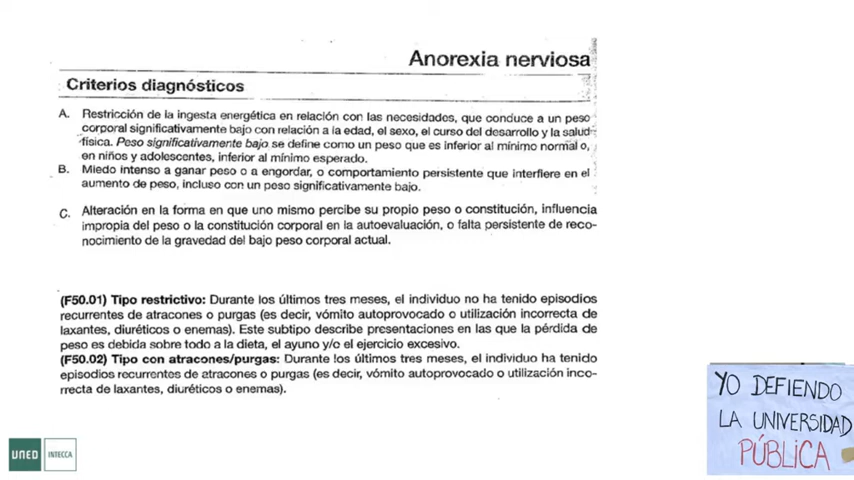 Anorexia nerviosa
Criterios diagnósticos
A. Restricción de la ingesta energética en relación con las necesidades, que conduce a un peso
corporal significativamente bajo con relación a la edad, el sexo, el curso del desarrollo y la salud
física. Peso significativamente bajo se define como un peso que es inferior al mínimo normal o,
en niños y adolescentes, inferior al mínimo esperado.
B. Miedo intenso a ganar peso o a engordar, o comportamiento persistente que interfiere en el
aumento de peso, incluso con un peso significativamente bajo.
C. Alteración en la forma en que uno mismo percibe su propio peso o constitución, influencia
impropia del peso o la constitución corporal en la autoevaluación, o falta persistente de reco-
nocimiento de la gravedad del bajo peso corporal actual.
(F50.01) Tipo restrictivo: Durante los últimos tres meses, el individuo no ha tenido episodios
recurrentes de atracones o purgas (es decir, vómito autoprovocado o utilización incorrecta de
laxantes, diuréticos o enemas). Este subtipo describe presentaciones en las que la pérdida de
peso es debida sobre todo a la dieta, el ayuno y/o el ejercicio excesivo.
(F50.02) Tipo con atracones/purgas: Durante los últimos tres meses, el individuo ha tenido
episodios recurrentes de atracones o purgas (es decir, vómito autoprovocado o utilización inco-
rrecta de laxantes, diuréticos o enemas).
YO DEFIENDO
LA UNIVERSIDAD
PÚBLICA
UNED INTECCA